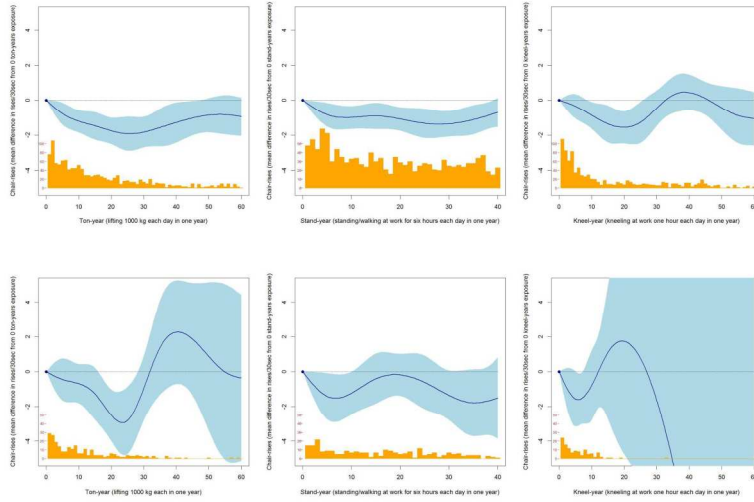 Chair-rises (mean difference in rises/30sec from 0 ton-years exposure)
4
2
0
-2
-4
0 10 20 30 40 50 60
Ton-year (lifting 1000 kg each day in one year)
Chair-rises (mean difference in rises/30sec from 0 stand-years exposure)
4
2
0
-2
-4
0 10 20 30 40
Stand-year (standing/walking at work for six hours each day in one year)
Chair-rises (mean difference in rises/30sec from 0 kneel-years exposure)
4
2
0
-2
-4
0 10 20 30 40 50 60
Kneel-year (kneeling at work one hour each day in one year)
Chair-rises (mean difference in rises/30sec from 0 ton-years exposure)
4
2
0
-2
-4
0 10 20 30 40 50 60
Ton-year (lifting 1000 kg each in one year)
Chair-rises (mean difference in rises/30sec from 0 stand-years exposure)
4
2
0
-2
-4
0 10 20 30 40
Stand-year (standing/walking at work for six hours each day in one year)
Chair-rises (mean difference in rises/30sec from 0 kneel-years exposure)
4
2
0
-2
-4
0 10 20 30 40 50 60
Kneel-year (kneeling at work one hour each day in one year)